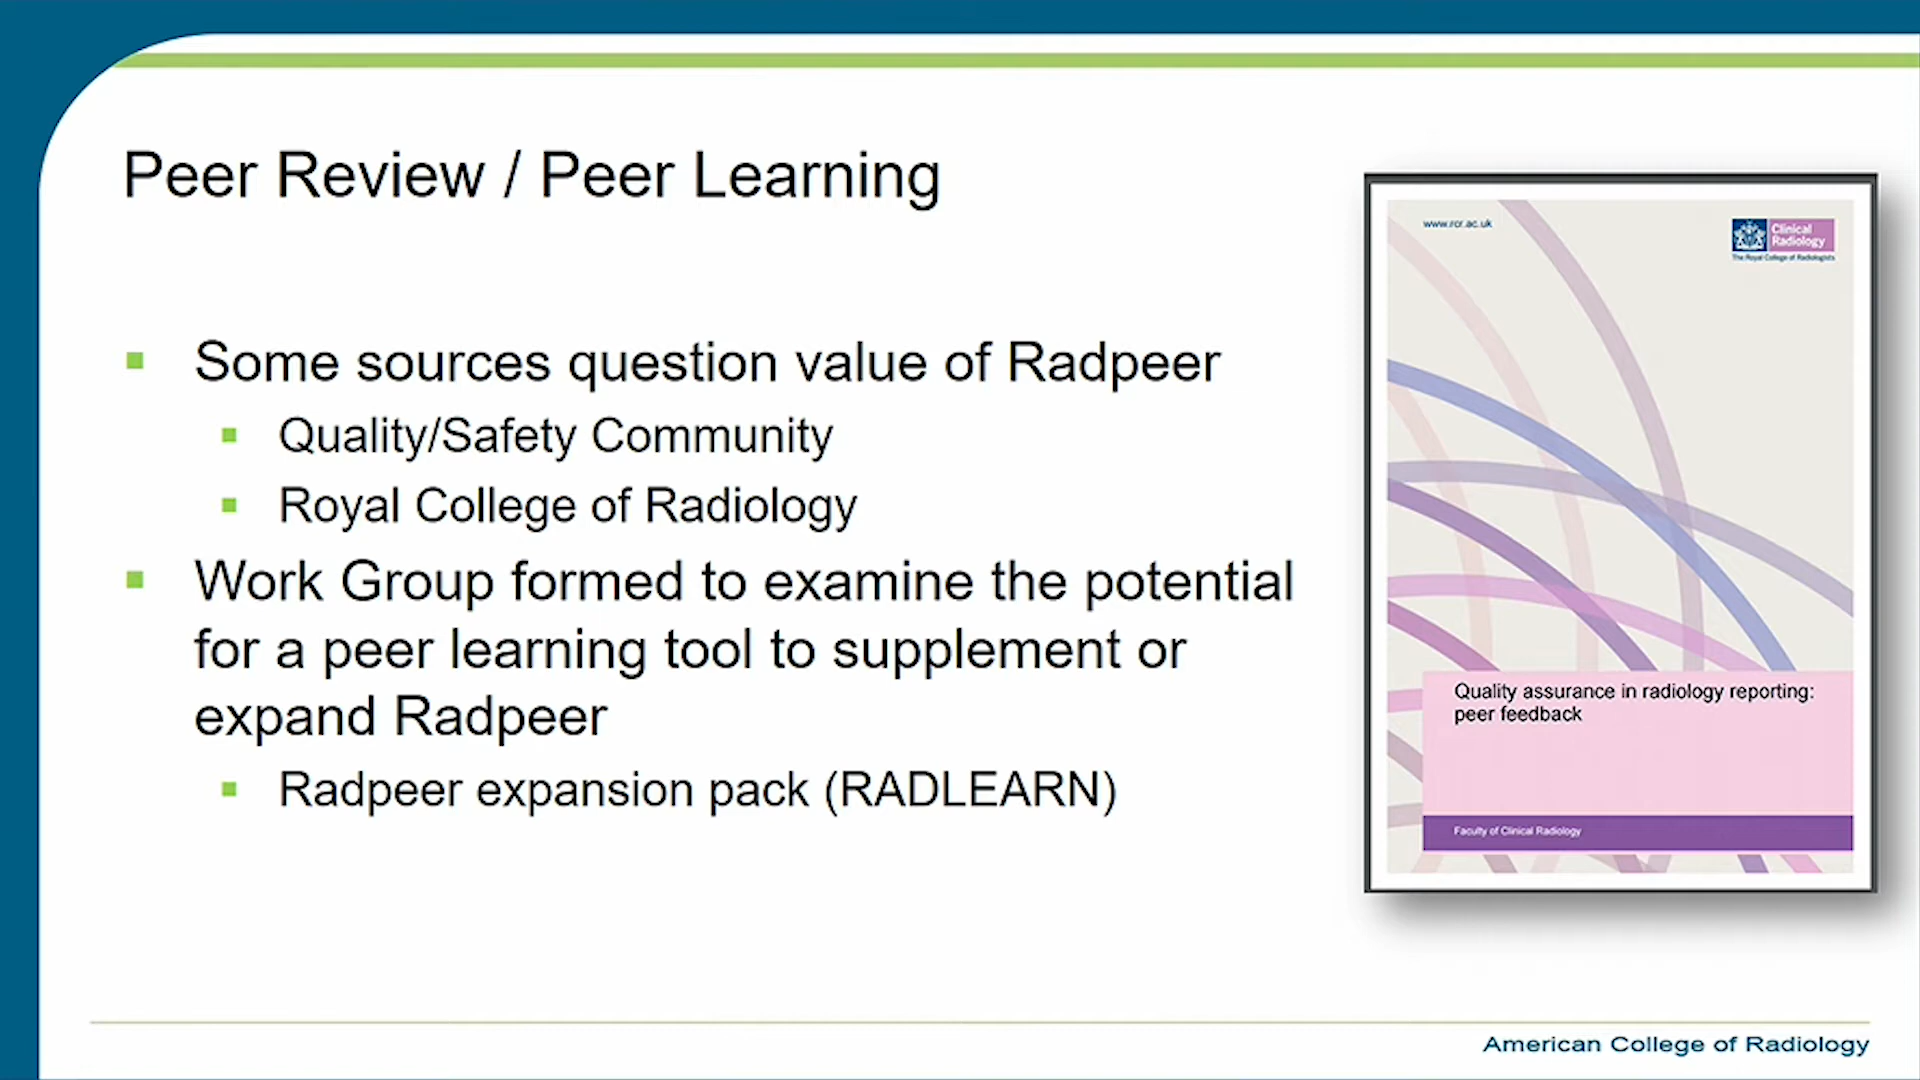 Peer Review / Peer Learning
Some sources question value of Radpeer
Quality/Safety Community
Royal College of Radiology
Work Group formed to examine the potential
for a peer learning tool to supplement or
expand Radpeer
Radpeer expansion pack (RADLEARN)
www.rcr.ac.uk
Clinical
Radiology
The Royal College of Radiologists
Quality assurance in radiology reporting:
peer feedback
Faculty of Clinical Radiology
American College of Radiology